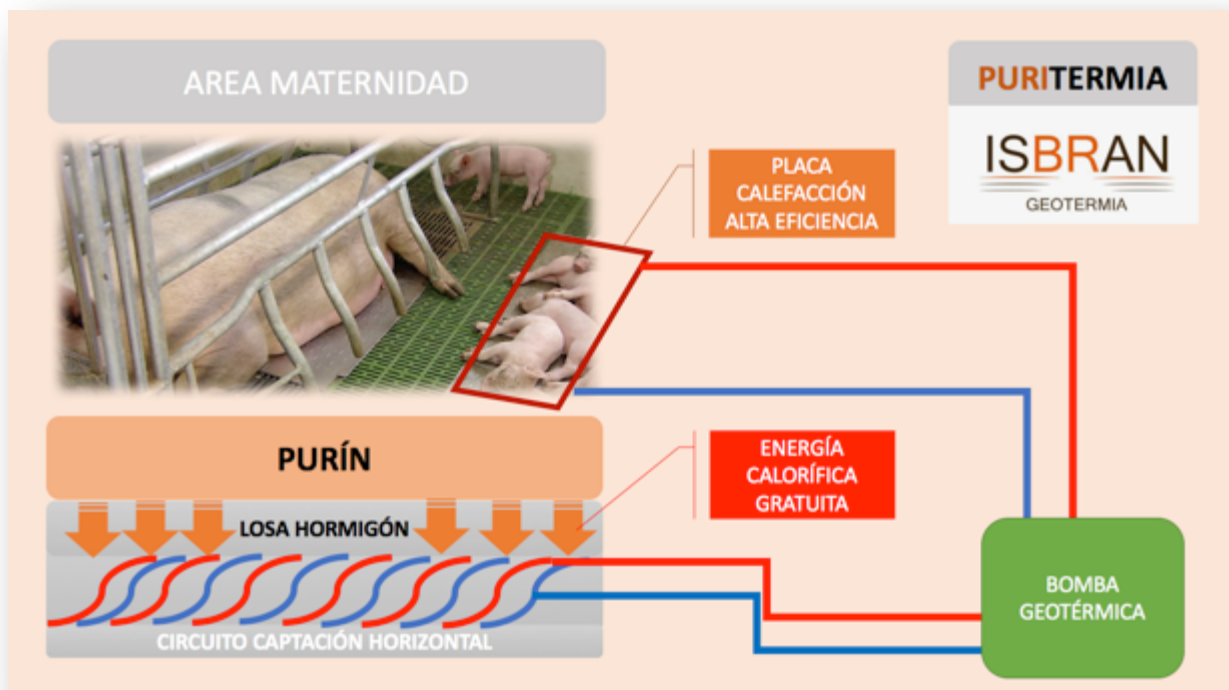 AREA MATERNIDAD
PURITERMIA
ISBRAN
GEOTERMIA
PLACA
CALEFACCIÓN
ALTA EFICIENCIA
PURÍN
ENERGÍA
CALORÍFICA
GRATUITA
LOSA HORMIGÓN
BOMBA
GEOTÉRMICA
CIRCUITO CAPTACIÓN HORIZONTAL